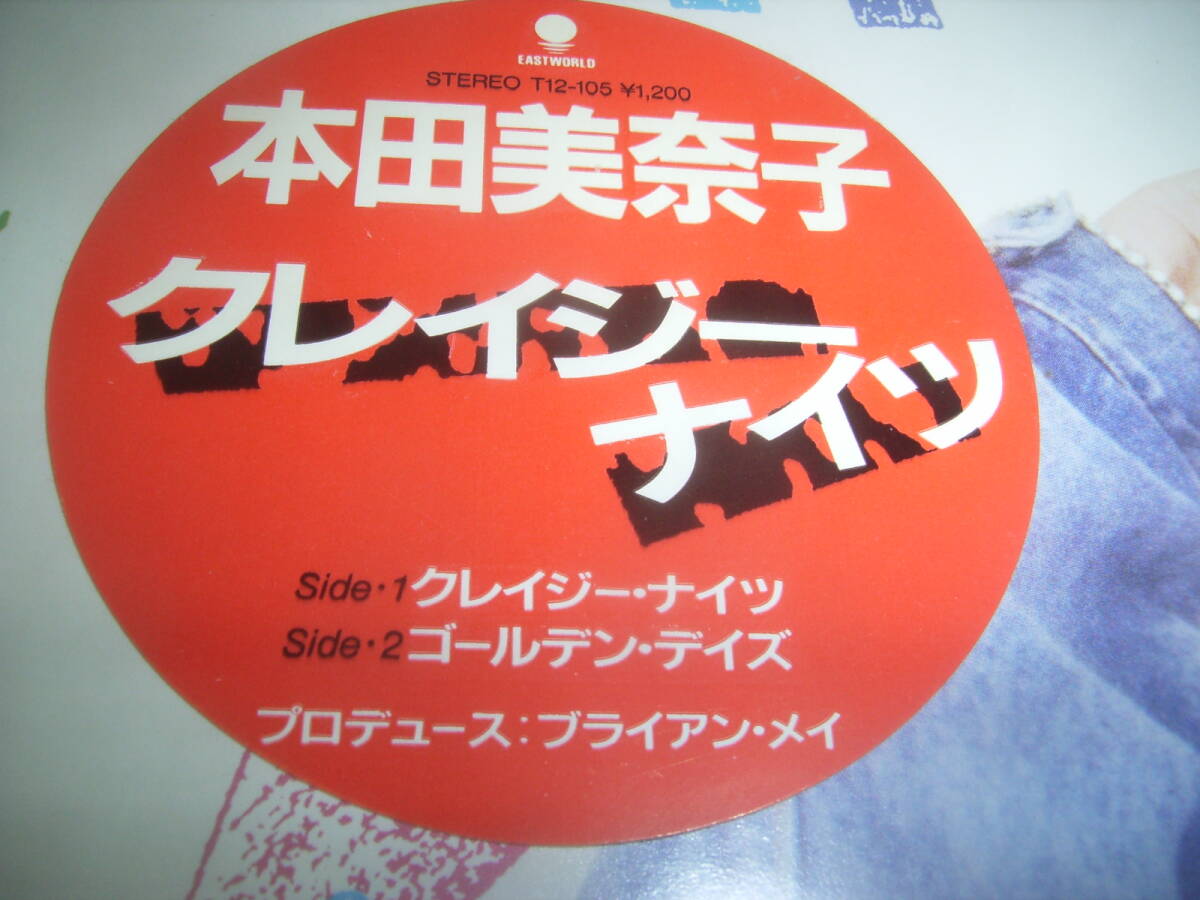 EASTWORLD
STEREO T12-105 ¥1,200
本田美奈子
クレイジー
ナイツ
Side・1 クレイジー・ナイツ
Side・2 ゴールデン・デイズ
プロデュース：ブライアン・メイ